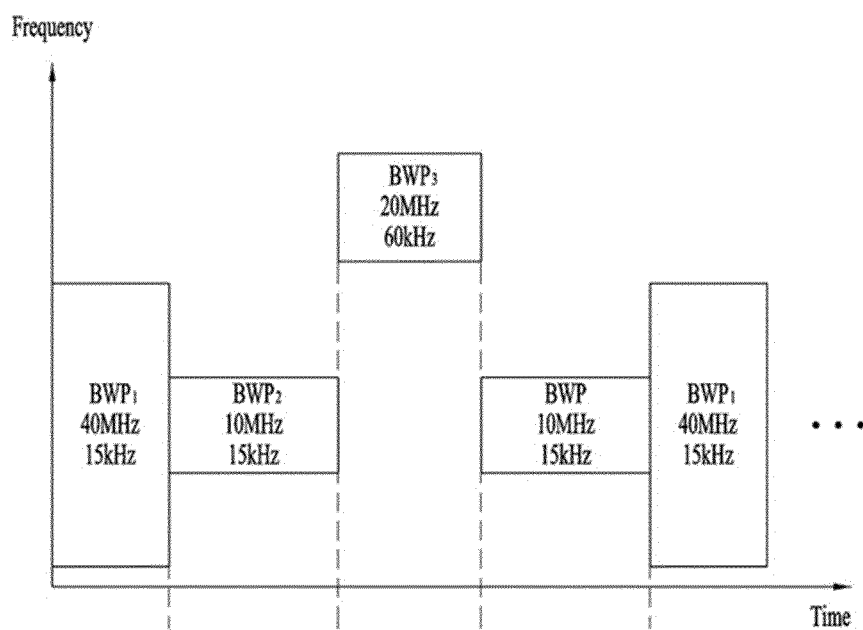 Frequency
BWP₃
20MHz
60kHz
BWP₁
40MHz
15kHz
BWP₂
10MHz
15kHz
BWP
10MHz
15kHz
BWP₁
40MHz
15kHz
• • •
Time